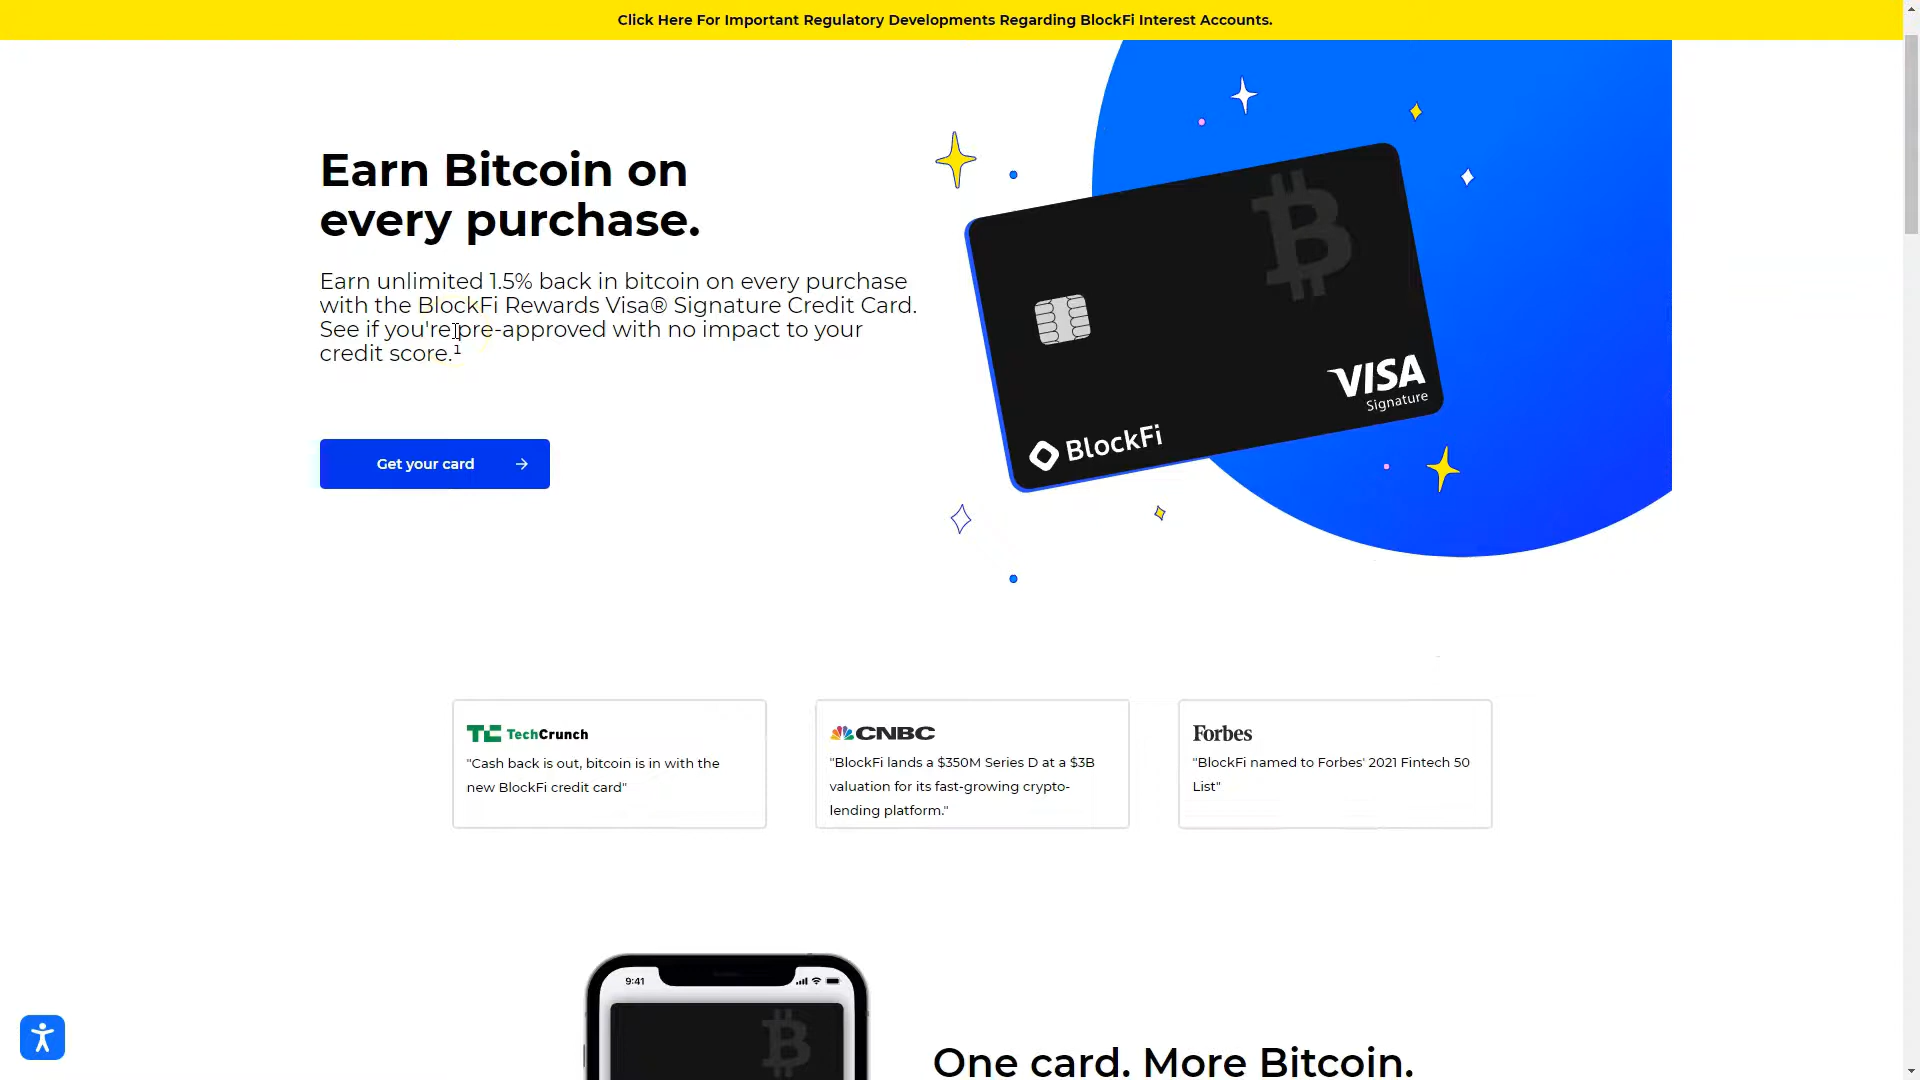 Click Here For Important Regulatory Developments Regarding BlockFi Interest Accounts.
Earn Bitcoin on
every purchase.
Earn unlimited 1.5% back in bitcoin on every purchase
with the BlockFi Rewards Visa® Signature Credit Card.
See if you're pre-approved with no impact to your
credit score.¹
Get your card
VISA
Signature
BlockFi
TechCrunch
"Cash back is out, bitcoin is in with the
new BlockFi credit card"
CNBC
"BlockFi lands a $350M Series D at a $3B
valuation for its fast-growing crypto-
lending platform."
Forbes
"BlockFi named to Forbes' 2021 Fintech 50
List"
9:41
One card. More Bitcoin.